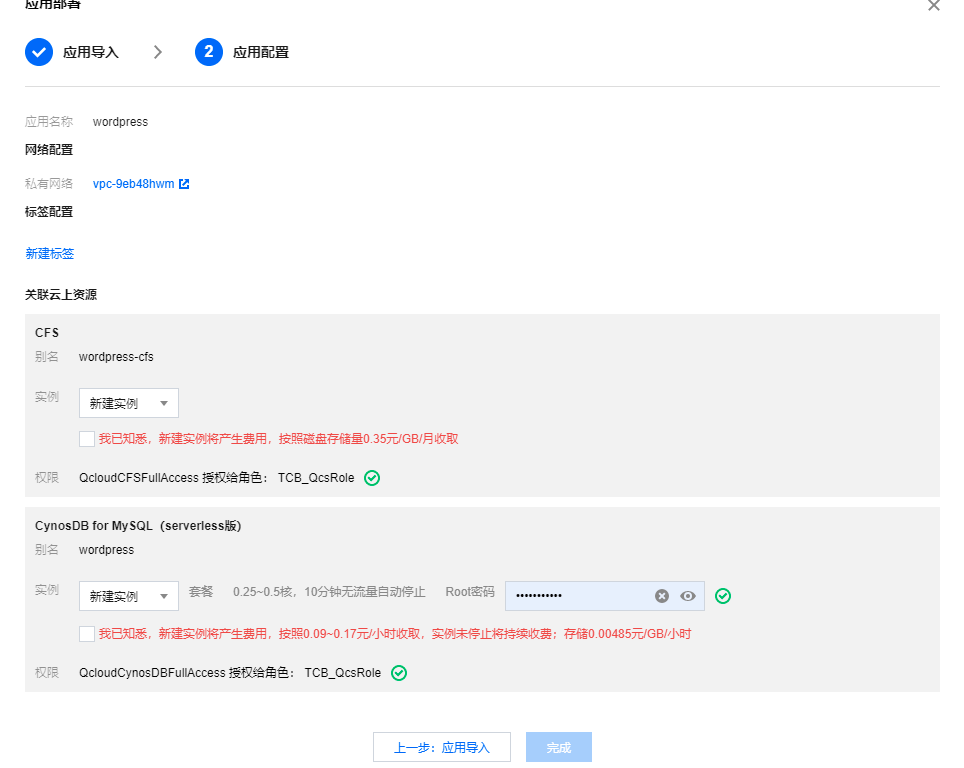 应用部署
应用导入 2 应用配置
应用名称 wordpress
网络配置
私有网络 vpc-9eb48hwm
标签配置
新建标签
关联云上资源
CFS
别名 wordpress-cfs
实例 新建实例
我已知悉，新建实例将产生费用，按照磁盘存储量0.35元/GB/月收取
权限 QcloudCFSFullAccess 授权给角色： TCB_QcsRole
CynosDB for MySQL（serverless版）
别名 wordpress
实例 新建实例 套餐 0.25~0.5核，10分钟无流量自动停止 Root密码 •••••••••••
我已知悉，新建实例将产生费用，按照0.09~0.17元/小时收取，实例未停止将持续收费；存储0.00485元/GB/小时
权限 QcloudCynosDBFullAccess 授权给角色： TCB_QcsRole
上一步：应用导入 完成